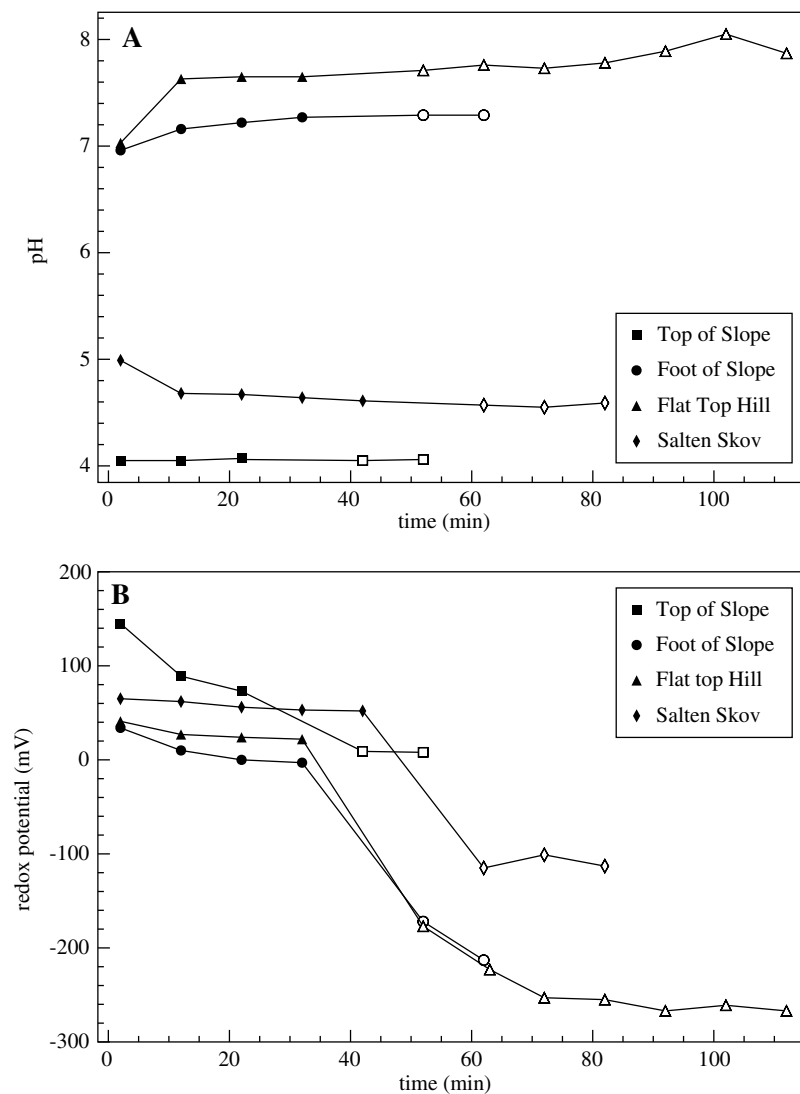 A
8
7
6
5
4
pH
Top of Slope
Foot of Slope
Flat Top Hill
Salten Skov
0 20 40 60 80 100
time (min)
B
200
100
0
-100
-200
-300
redox potential (mV)
Top of Slope
Foot of Slope
Flat top Hill
Salten Skov
0 20 40 60 80 100
time (min)